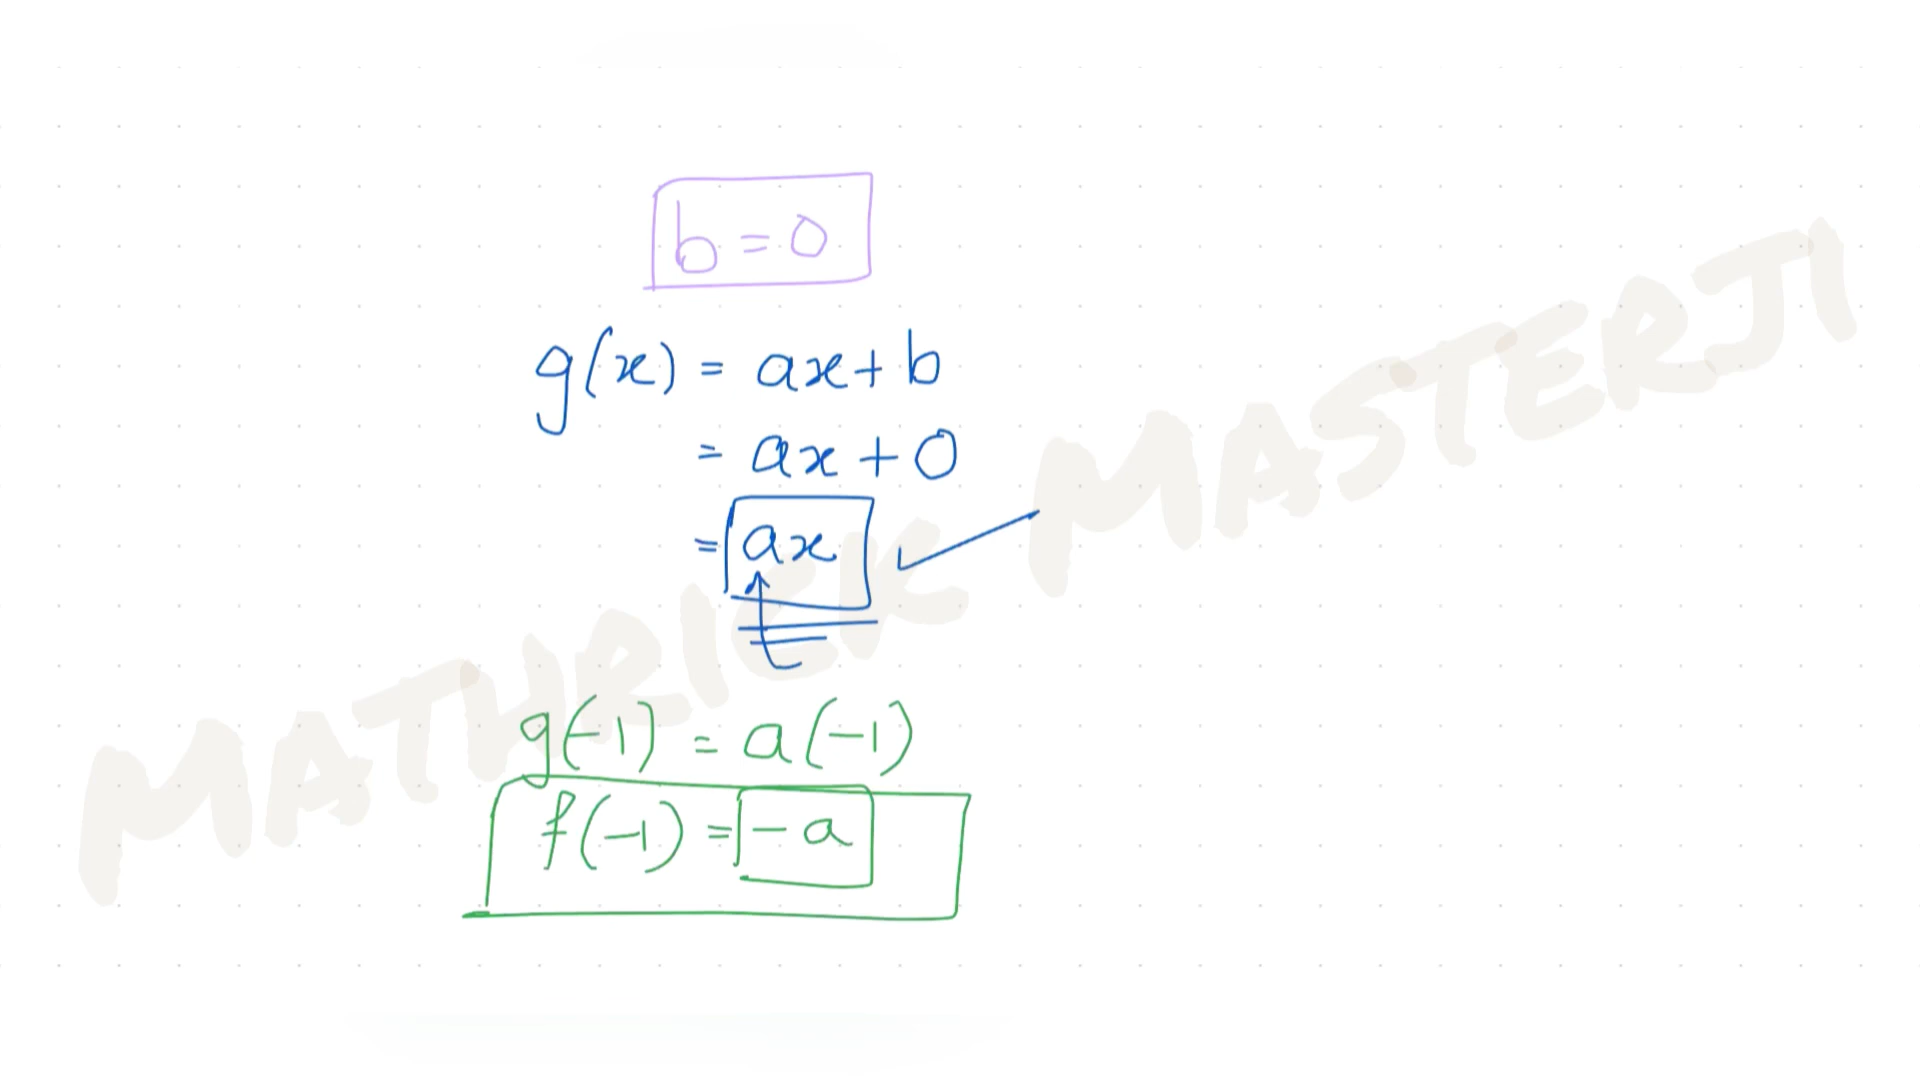 b = 0
g(x) = ax + b
= ax + 0
= ax
g(-1) = a(-1)
f(-1) = -a
MATHRICK MASTERJI